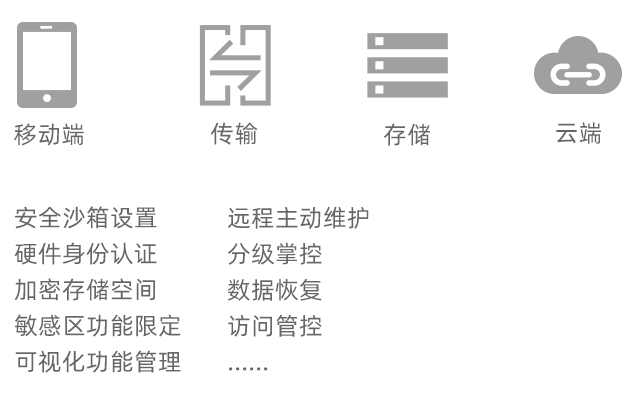 移动端
传输
存储
云端
安全沙箱设置
硬件身份认证
加密存储空间
敏感区功能限定
可视化功能管理
远程主动维护
分级掌控
数据恢复
访问管控
......